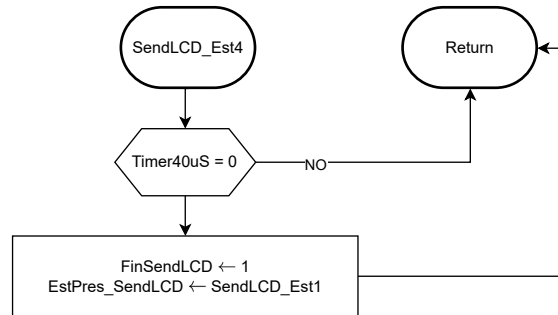 SendLCD_Est4
Return
Timer40uS = 0
NO
FinSendLCD ← 1
EstPres_SendLCD ← SendLCD_Est1